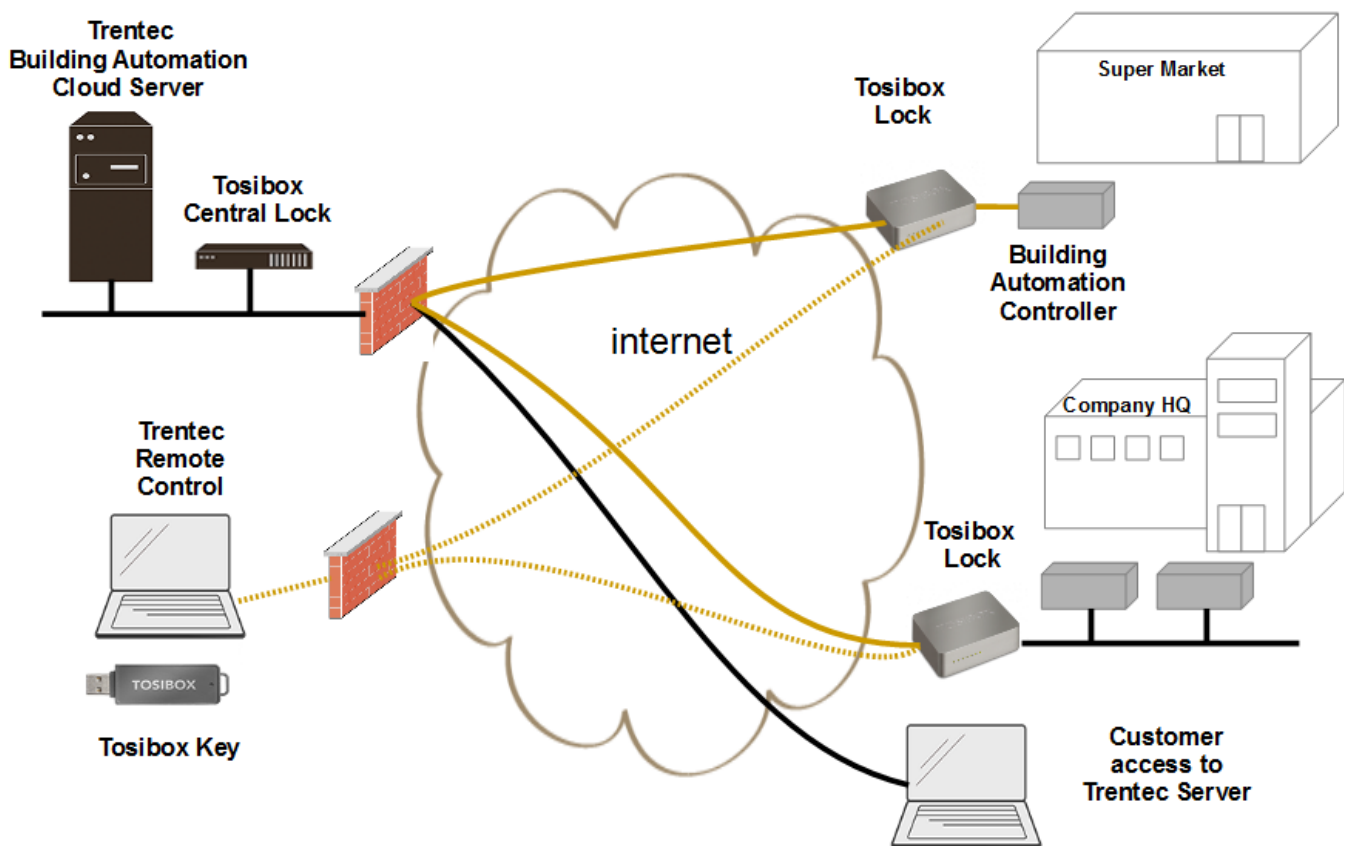 Trentec
Building Automation
Cloud Server
Tosibox
Central Lock
Tosibox
Lock
Super Market
Building
Automation
Controller
internet
Company HQ
Trentec
Remote
Control
Tosibox
Lock
TOSIBOX
Tosibox Key
Customer
access to
Trentec Server